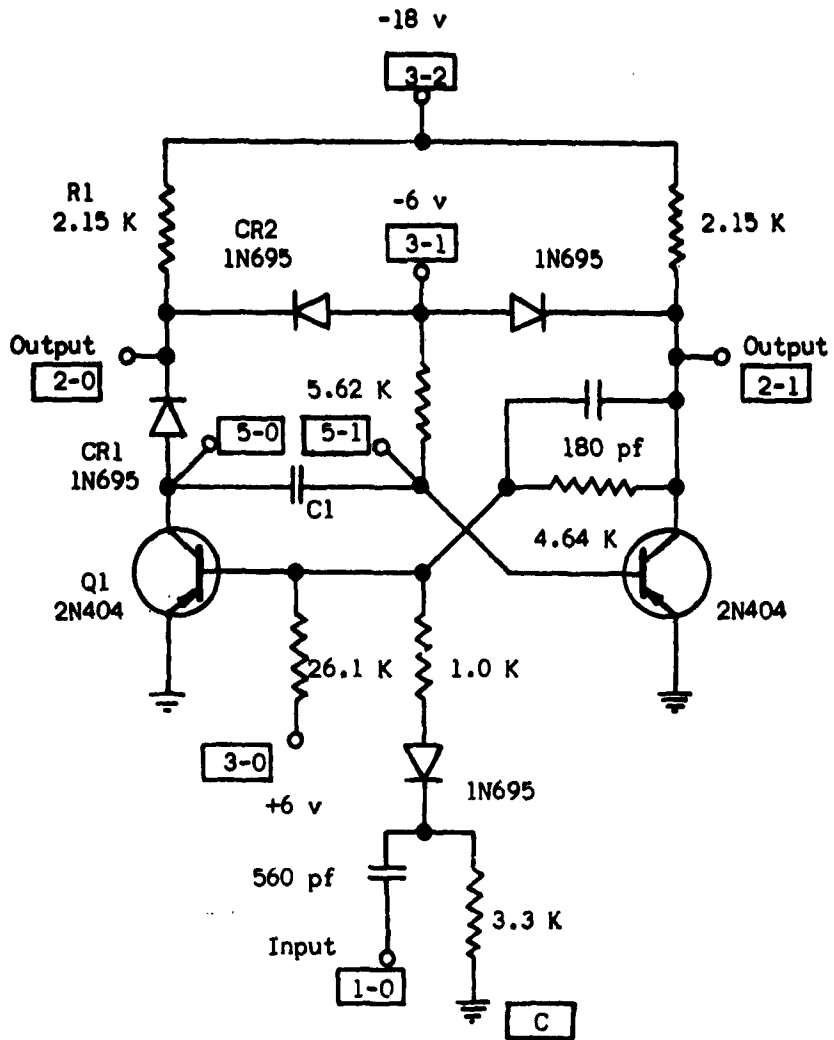 -18 v
3-2
R1
2.15 K
-6 v
3-1
CR2
1N695
1N695
2.15 K
Output
2-0
Output
2-1
5.62 K
180 pf
CR1
1N695
5-0
5-1
C1
4.64 K
Q1
2N404
2N404
26.1 K
1.0 K
3-0
+6 v
1N695
560 pf
3.3 K
Input
1-0
C